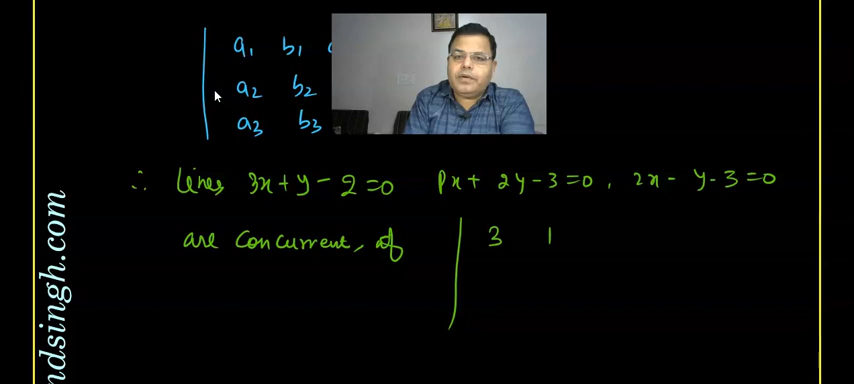 a₁ b₁
a₂ b₂
a₃ b₃
∴ lines 3x + y - 2 = 0 px + 2y - 3 = 0, 2x - y - 3 = 0
are concurrent, if | 3 1
ndsingh.com